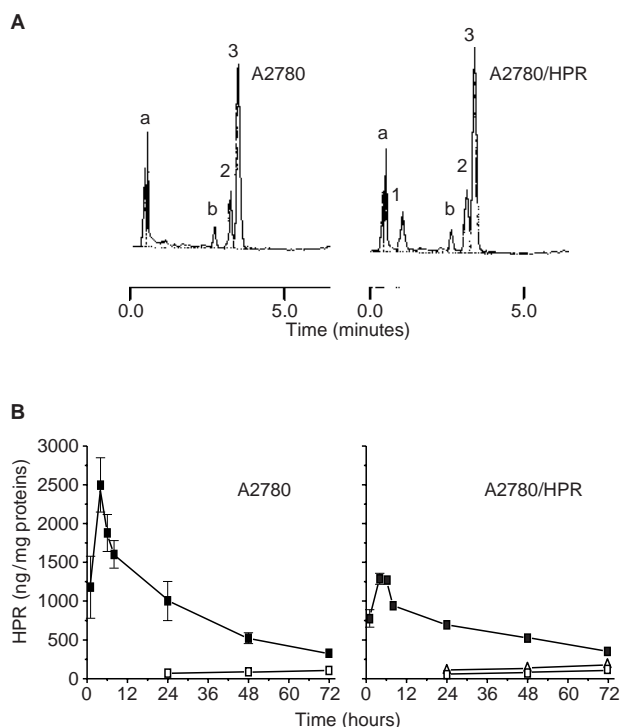 A
3
3
A2780
A2780/HPR
a
a
2
2
1
b
b
0.0
5.0
0.0
5.0
Time (minutes)
B
3000
2500
2000
1500
1000
500
0
HPR (ng/mg proteins)
A2780
A2780/HPR
0 12 24 36 48 60 72
0 12 24 36 48 60 72
Time (hours)